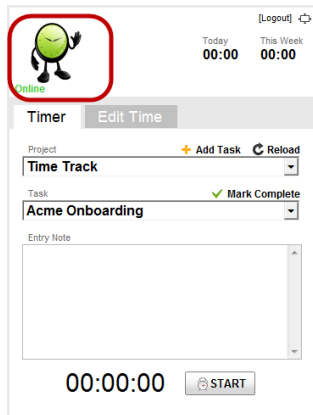 [Logout]
Today This Week
00:00 00:00
Online
Timer Edit Time
Project + Add Task Reload
Time Track
Task Mark Complete
Acme Onboarding
Entry Note
00:00:00 START